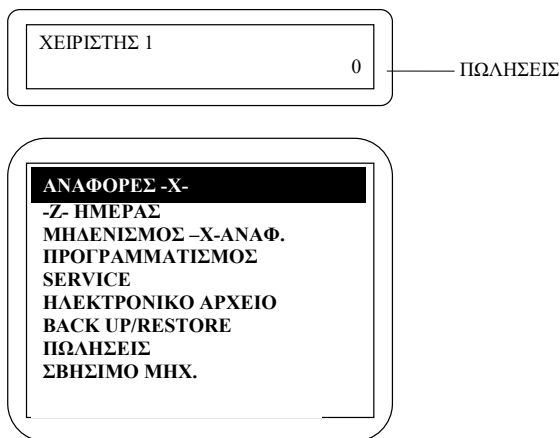 ΧΕΙΡΙΣΤΗΣ 1
0
ΠΩΛΗΣΕΙΣ
ΑΝΑΦΟΡΕΣ -Χ-
-Ζ- ΗΜΕΡΑΣ
ΜΗΔΕΝΙΣΜΟΣ –Χ-ΑΝΑΦ.
ΠΡΟΓΡΑΜΜΑΤΙΣΜΟΣ
SERVICE
ΗΛΕΚΤΡΟΝΙΚΟ ΑΡΧΕΙΟ
BACK UP/RESTORE
ΠΩΛΗΣΕΙΣ
ΣΒΗΣΙΜΟ ΜΗΧ.